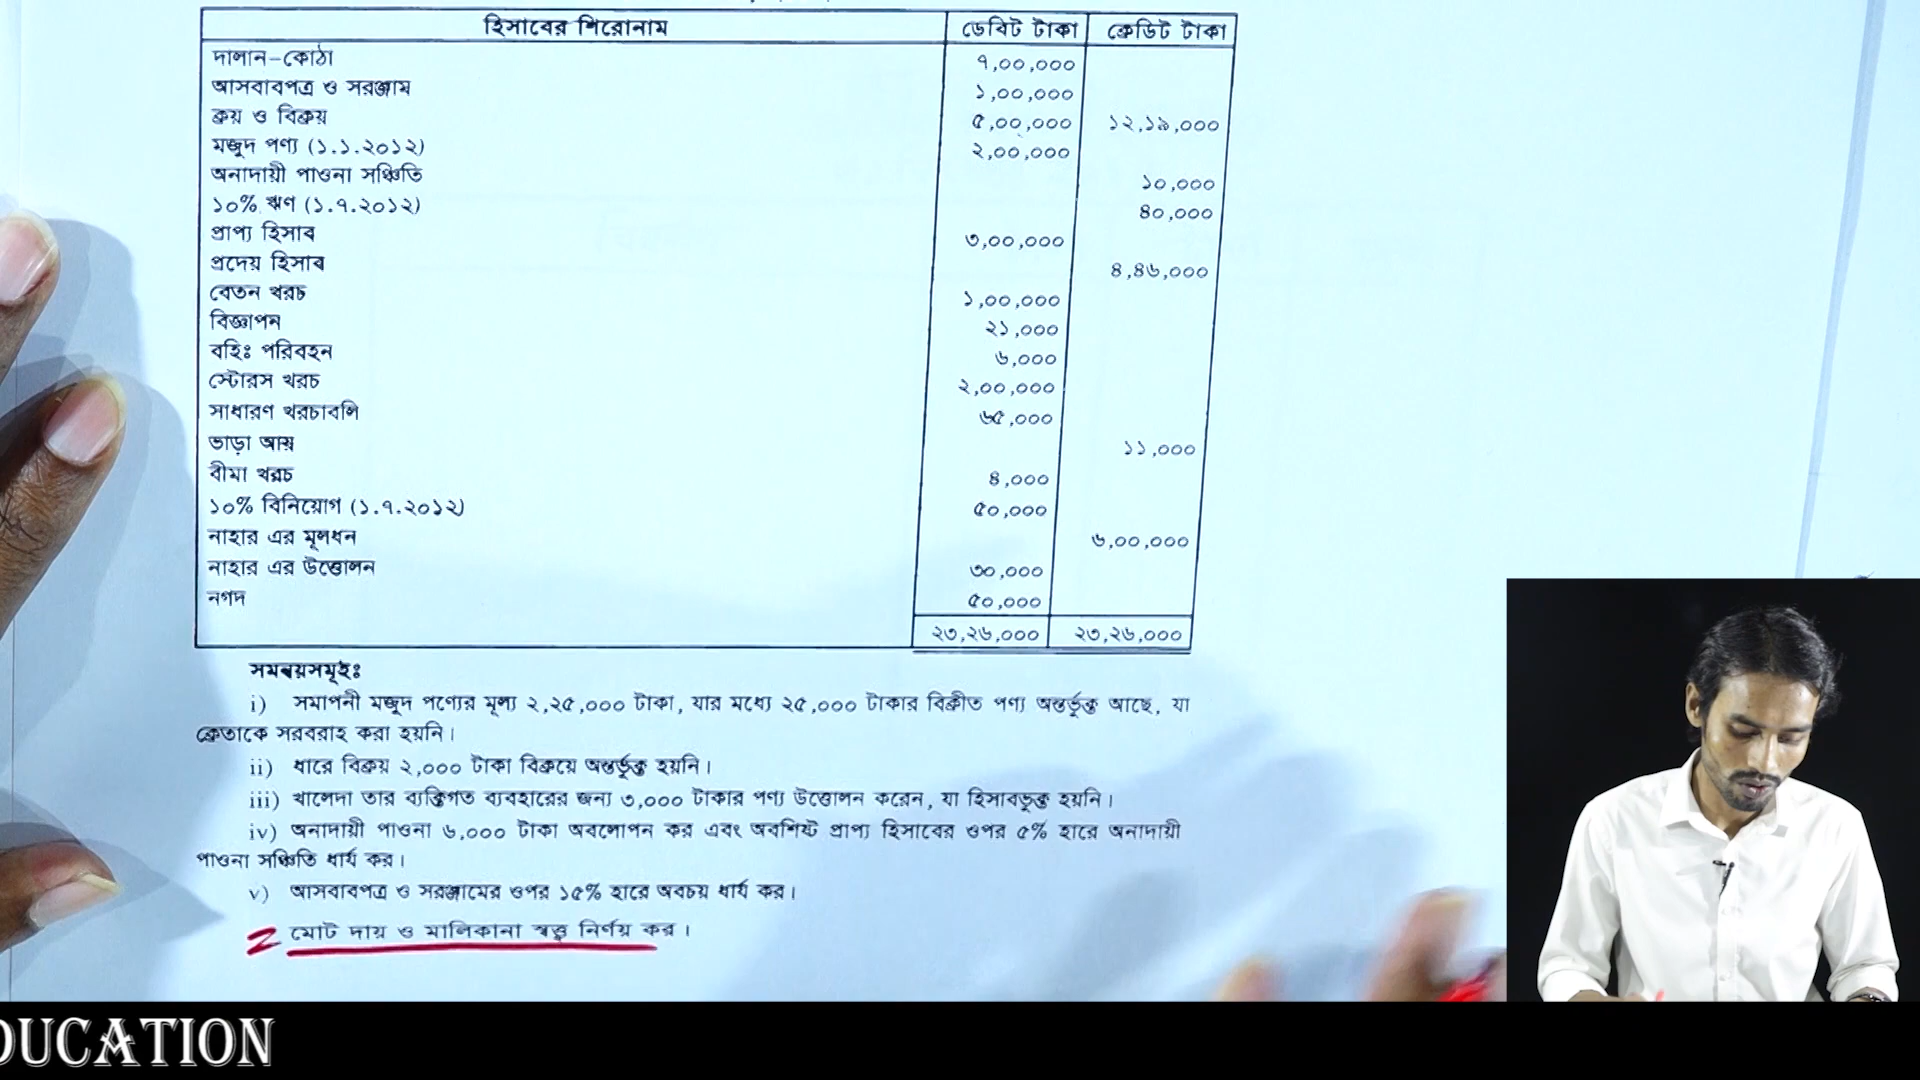 হিসাবের শিরোনাম ডেবিট টাকা ক্রেডিট টাকা
দালান-কোঠা ৭,০০,০০০
আসবাবপত্র ও সরঞ্জাম ১,০০,০০০
ক্রয় ও বিক্রয় ৫,০০,০০০ ১২,১৯,০০০
মজুদ পণ্য (১.১.২০১২) ২,০০,০০০
অনাদায়ী পাওনা সঞ্চিতি ১০,০০০
১০% ঋণ (১.৭.২০১২) ৪০,০০০
প্রাপ্য হিসাব ৩,০০,০০০
প্রদেয় হিসাব ৪,৪৬,০০০
বেতন খরচ ১,০০,০০০
বিজ্ঞাপন ২১,০০০
বহিঃ পরিবহন ৬,০০০
স্টোরস খরচ ২,০০,০০০
সাধারণ খরচাবলি ৬৫,০০০
ভাড়া আয় ১১,০০০
বীমা খরচ ৪,০০০
১০% বিনিয়োগ (১.৭.২০১২) ৫০,০০০
নাহার এর মূলধন ৬,০০,০০০
নাহার এর উত্তোলন ৩০,০০০
নগদ ৫০,০০০
২৩,২৬,০০০ ২৩,২৬,০০০
সমন্বয়সমূহঃ
i) সমাপনী মজুদ পণ্যের মূল্য ২,২৫,০০০ টাকা, যার মধ্যে ২৫,০০০ টাকার বিক্রীত পণ্য অন্তর্ভুক্ত আছে, যা
ক্রেতাকে সরবরাহ করা হয়নি।
ii) ধারে বিক্রয় ২,০০০ টাকা বিক্রয়ে অন্তর্ভুক্ত হয়নি।
iii) খালেদা তার ব্যক্তিগত ব্যবহারের জন্য ৩,০০০ টাকার পণ্য উত্তোলন করেন, যা হিসাবভুক্ত হয়নি।
iv) অনাদায়ী পাওনা ৬,০০০ টাকা অবলোপন কর এবং অবশিষ্ট প্রাপ্য হিসাবের ওপর ৫% হারে অনাদায়ী
পাওনা সঞ্চিতি ধার্য কর।
v) আসবাবপত্র ও সরঞ্জামের ওপর ১৫% হারে অবচয় ধার্য কর।
মোট দায় ও মালিকানা স্বত্ত্ব নির্ণয় কর।
DUCATION